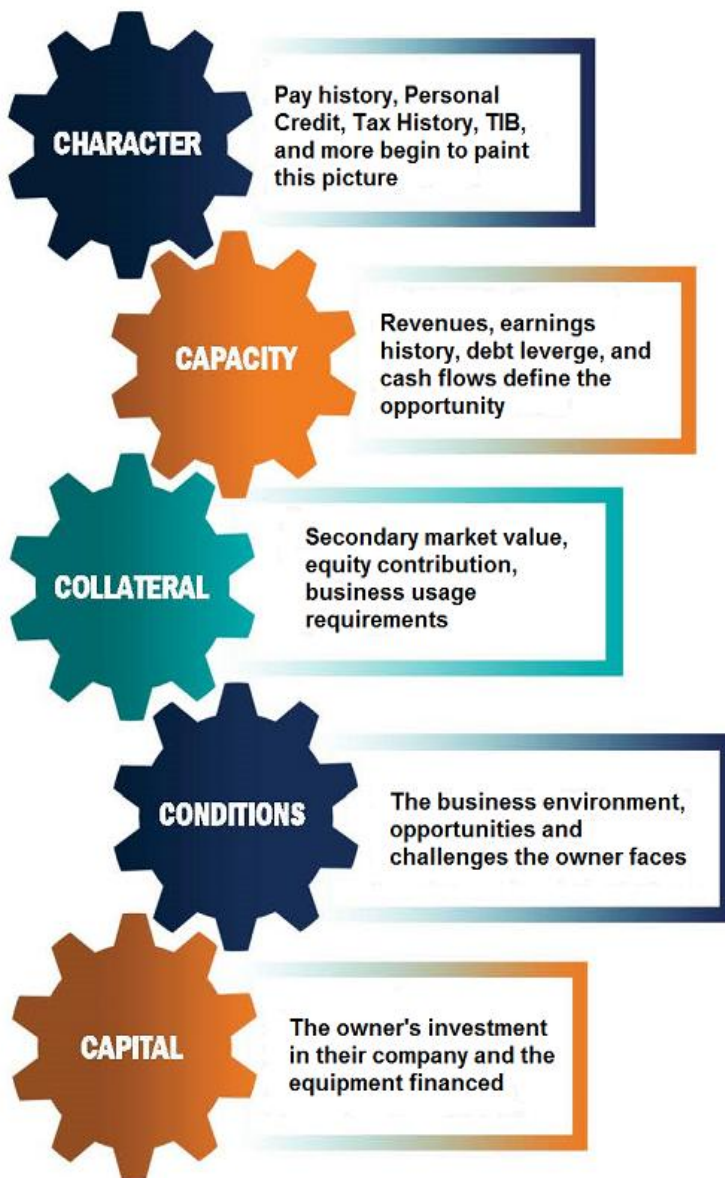 CHARACTER
Pay history, Personal
Credit, Tax History, TIB,
and more begin to paint
this picture
CAPACITY
Revenues, earnings
history, debt leverge, and
cash flows define the
opportunity
COLLATERAL
Secondary market value,
equity contribution,
business usage
requirements
CONDITIONS
The business environment,
opportunities and
challenges the owner faces
CAPITAL
The owner's investment
in their company and the
equipment financed